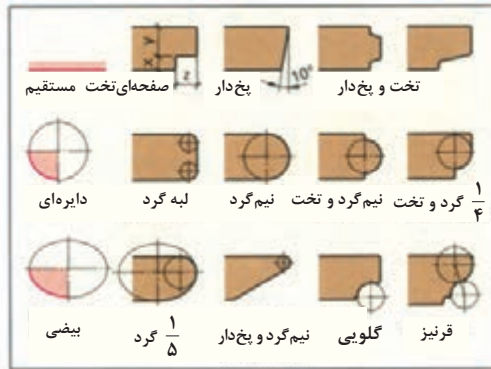 x y
z
10°
مستقیم صفحه‌ای‌تخت پخ‌دار تخت و پخ‌دار
دایره‌ای لبه گرد نیم‌گرد نیم‌گرد و تخت ۱/۴ گرد و تخت
بیضی ۱/۵ گرد نیم‌گرد و پخ‌دار گلویی قرنیز